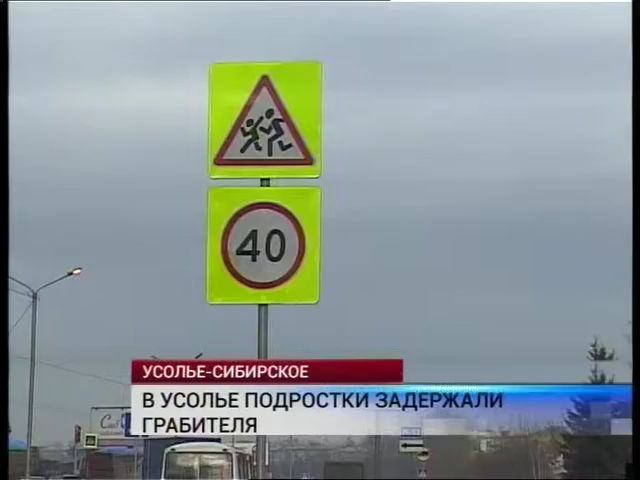 40
УСОЛЬЕ-СИБИРСКОЕ
В УСОЛЬЕ ПОДРОСТКИ ЗАДЕРЖАЛИ
ГРАБИТЕЛЯ